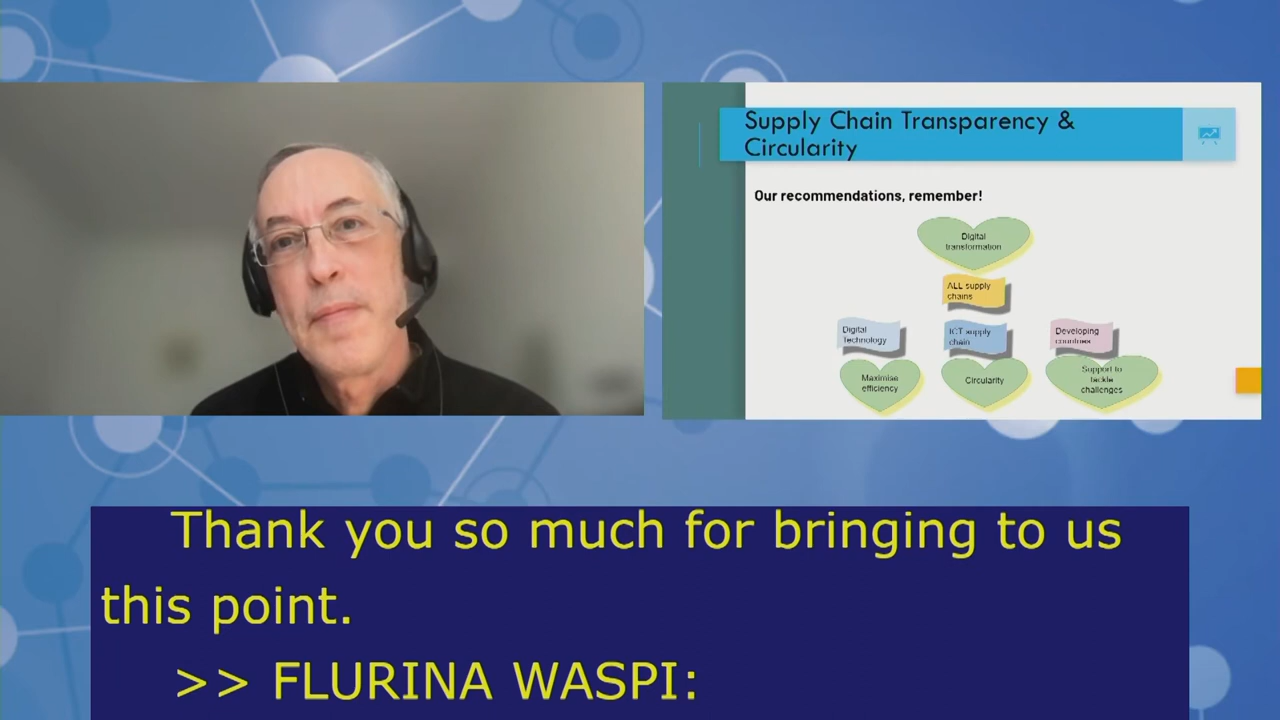 Supply Chain Transparency &
Circularity
Our recommendations, remember!
Digital
transformation
ALL supply
chains
Digital
Technology
ICT supply
chain
Developing
countries
Maximise
efficiency
Circularity
Support to
tackle
challenges
Thank you so much for bringing to us
this point.
>> FLURINA WASPI: